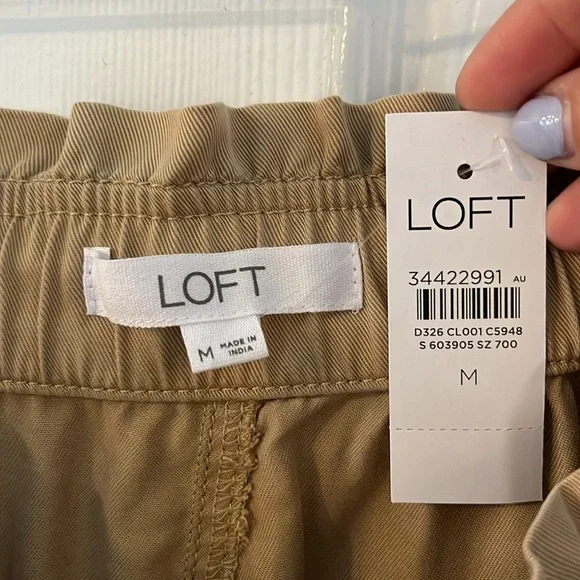 LOFT
M MADE IN
INDIA
LOFT
34422991 AU
D326 CL001 C5948
S 603905 SZ 700
M